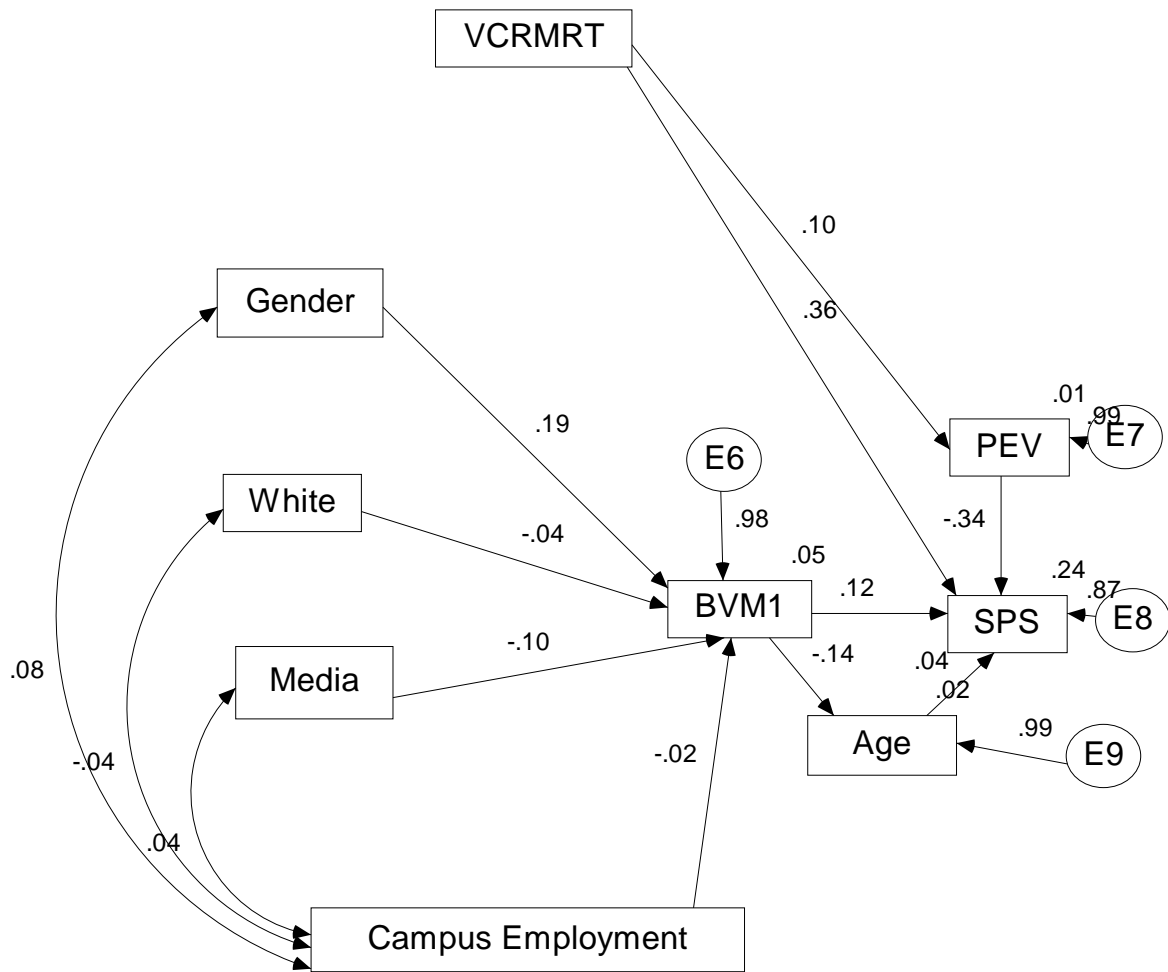 VCRMRT
.10
Gender
.36
.01
.99
E7
PEV
.19
E6
White
-.04
.98
-.34
.05
.24
.87
BVM1
.12
SPS
E8
-.10
Media
-.14
.04
.08
.02
Age
.99
E9
-.04
-.02
.04
Campus Employment